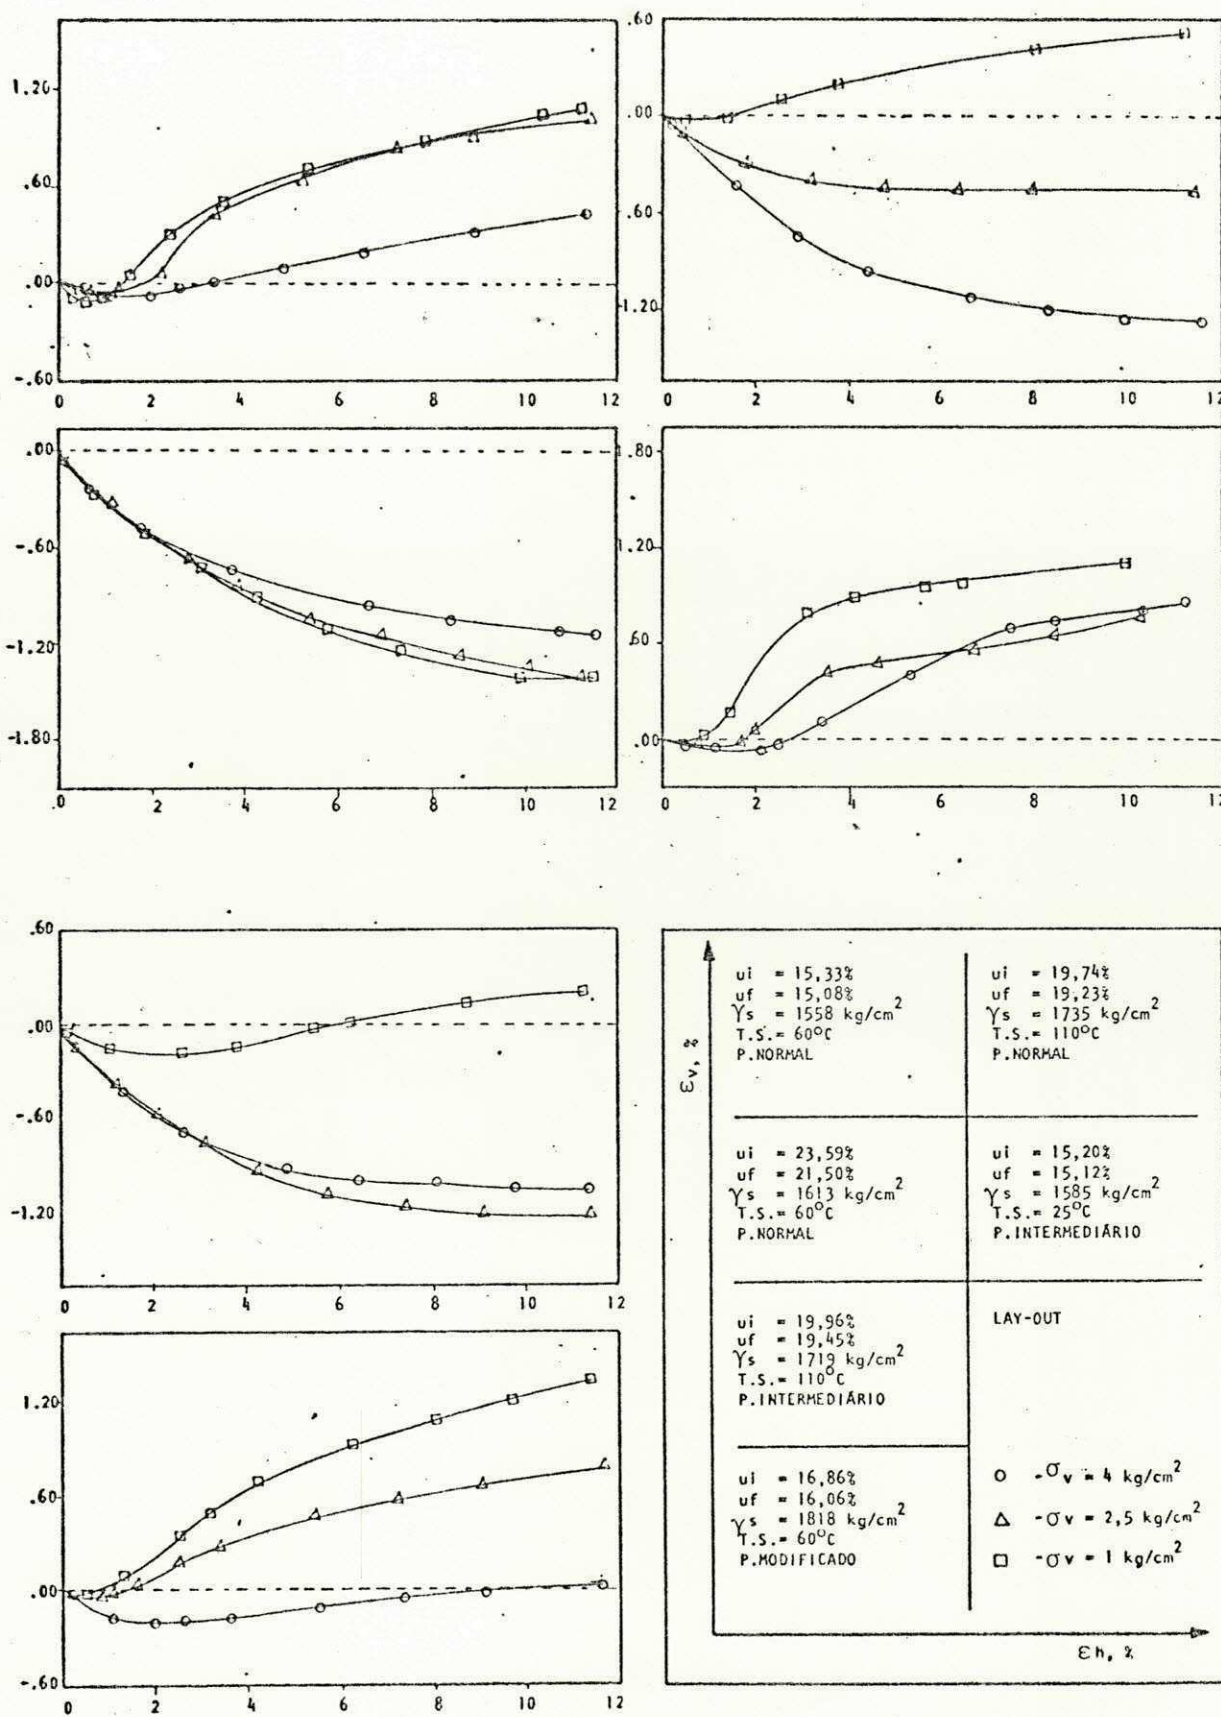 1.20
.60
.00
-.60
0 2 4 6 8 10 12
.60
.00
.60
1.20
0 2 4 6 8 10 12
.00
-.60
-1.20
-1.80
.0 2 4 6 8 10 12
1.80
1.20
.60
.00
0 2 4 6 8 10 12
.60
.00
-.60
-1.20
0 2 4 6 8 10 12
1.20
.60
.00
-.60
0 2 4 6 8 10 12
εv, %
ui = 15,33%
uf = 15,08%
γs = 1558 kg/cm²
T.S.= 60°C
P.NORMAL
ui = 19,74%
uf = 19,23%
γs = 1735 kg/cm²
T.S.= 110°C
P.NORMAL
ui = 23,59%
uf = 21,50%
γs = 1613 kg/cm²
T.S.= 60°C
P.NORMAL
ui = 15,20%
uf = 15,12%
γs = 1585 kg/cm²
T.S.= 25°C
P.INTERMEDIÁRIO
ui = 19,96%
uf = 19,45%
γs = 1719 kg/cm²
T.S.= 110°C
P.INTERMEDIÁRIO
LAY-OUT
ui = 16,86%
uf = 16,06%
γs = 1818 kg/cm²
T.S.= 60°C
P.MODIFICADO
-σv = 4 kg/cm²
-σv = 2,5 kg/cm²
-σv = 1 kg/cm²
εh, %